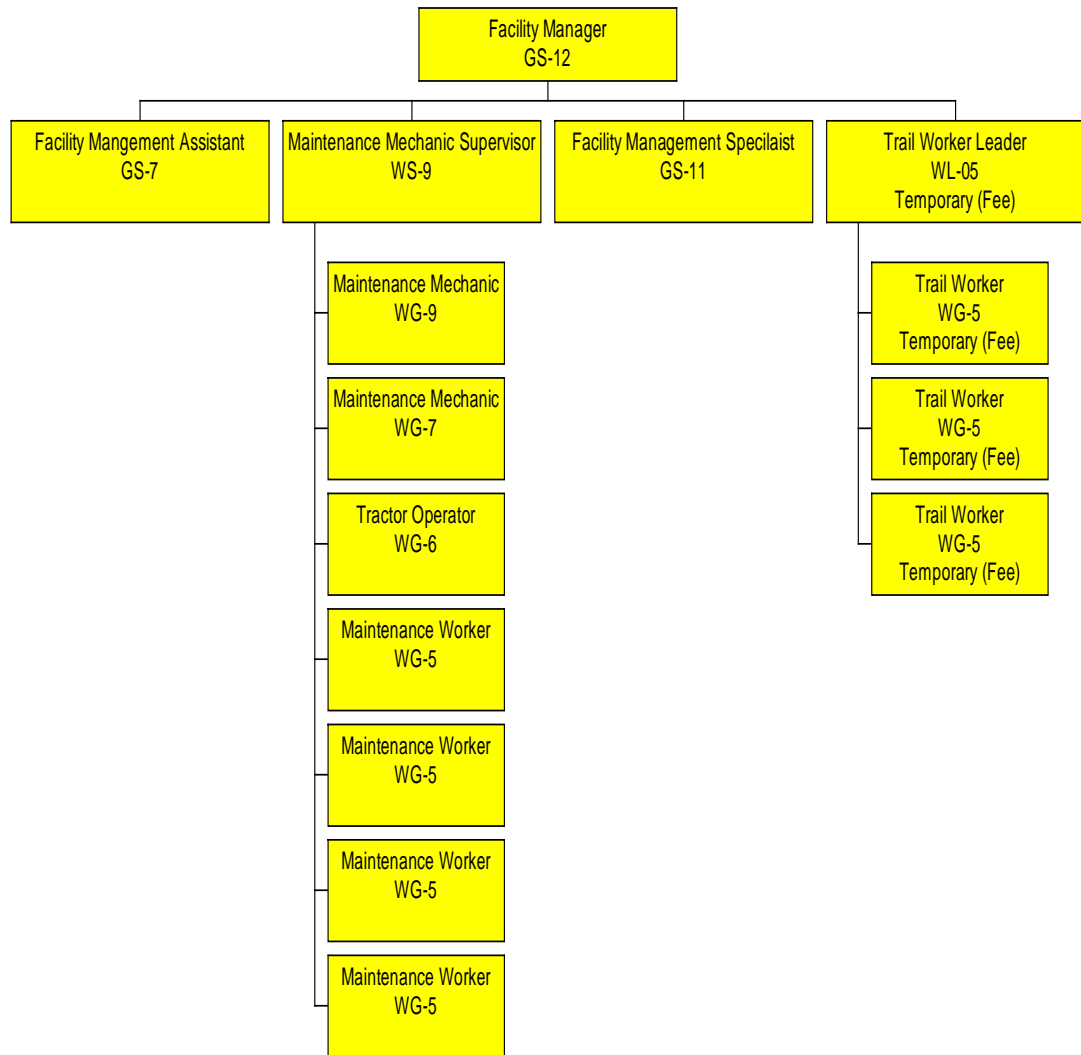 Facility Manager
GS-12
Facility Mangement Assistant
GS-7
Maintenance Mechanic Supervisor
WS-9
Facility Management Specilaist
GS-11
Trail Worker Leader
WL-05
Temporary (Fee)
Maintenance Mechanic
WG-9
Maintenance Mechanic
WG-7
Tractor Operator
WG-6
Maintenance Worker
WG-5
Maintenance Worker
WG-5
Maintenance Worker
WG-5
Maintenance Worker
WG-5
Trail Worker
WG-5
Temporary (Fee)
Trail Worker
WG-5
Temporary (Fee)
Trail Worker
WG-5
Temporary (Fee)